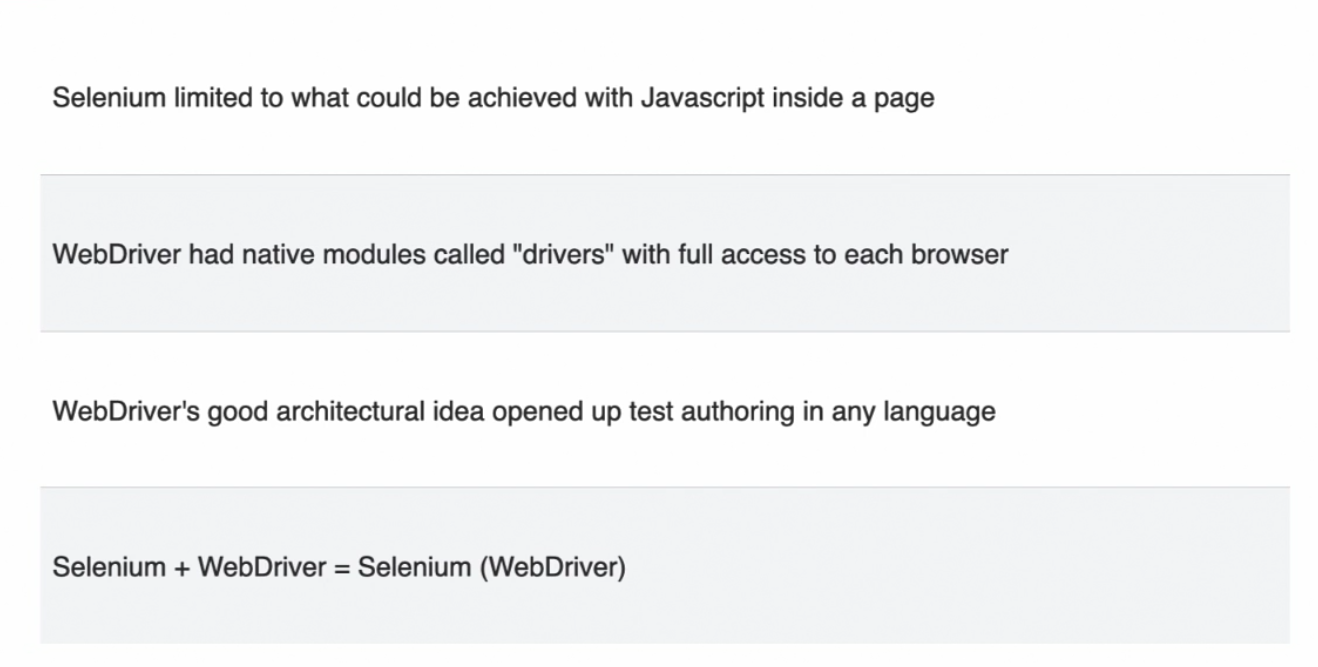 Selenium limited to what could be achieved with Javascript inside a page
WebDriver had native modules called "drivers" with full access to each browser
WebDriver's good architectural idea opened up test authoring in any language
Selenium + WebDriver = Selenium (WebDriver)